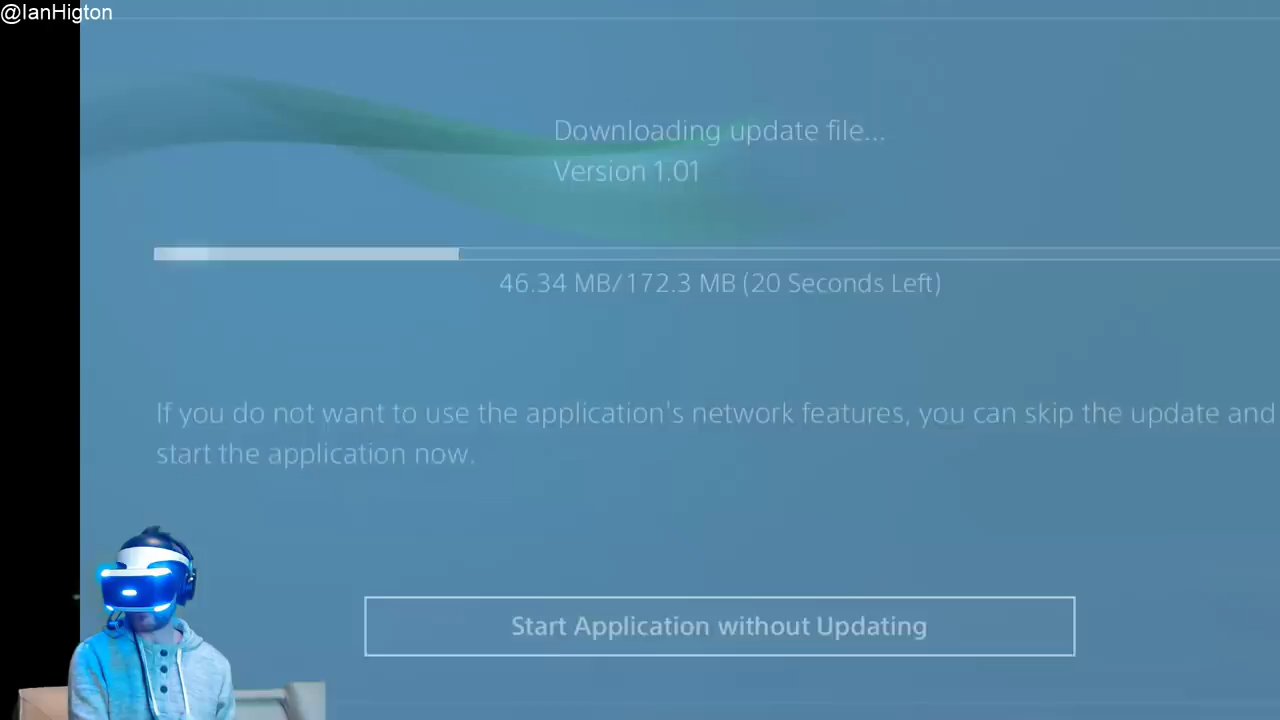 @IanHigton
Downloading update file...
Version 1.01
46.34 MB/172.3 MB (20 Seconds Left)
If you do not want to use the application's network features, you can skip the update and
start the application now.
Start Application without Updating